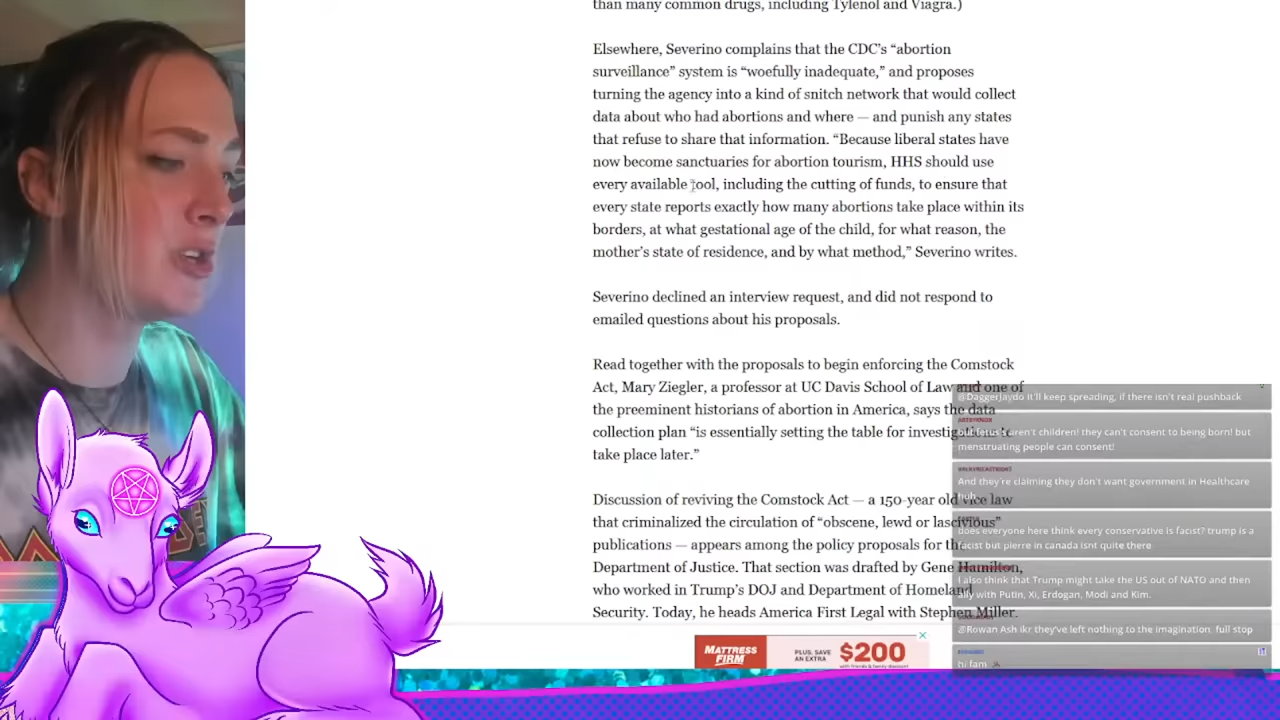 than many common drugs, including Tylenol and Viagra.)
Elsewhere, Severino complains that the CDC's “abortion
surveillance” system is “woefully inadequate,” and proposes
turning the agency into a kind of snitch network that would collect
data about who had abortions and where — and punish any states
that refuse to share that information. “Because liberal states have
now become sanctuaries for abortion tourism, HHS should use
every available tool, including the cutting of funds, to ensure that
every state reports exactly how many abortions take place within its
borders, at what gestational age of the child, for what reason, the
mother's state of residence, and by what method,” Severino writes.
Severino declined an interview request, and did not respond to
emailed questions about his proposals.
Read together with the proposals to begin enforcing the Comstock
Act, Mary Ziegler, a professor at UC Davis School of Law and one of
the preeminent historians of abortion in America, says the data
collection plan “is essentially setting the table for
take place later.”
Discussion of reviving the Comstock Act — a 150-year old vice law
that criminalized the circulation of “obscene, lewd or lascivious”
publications — appears among the policy proposals for the
Department of Justice. That section was drafted by Gene Hamilton,
who worked in Trump's DOJ and Department of Homeland
Security. Today, he heads America First Legal with Stephen Miller.
@DaggerJaydo It'll keep spreading, if there isn't real pushback
but fetus's aren't children! they can't consent to being born! but
menstruating people can consent!
And they're claiming they don't want government in Healthcare
huh
does everyone here think every conservative is facist? trump is a
facist but pierre in canada isnt quite there
I also think that Trump might take the US out of NATO and then
ally with Putin, Xi, Erdogan, Modi and Kim.
@Rowan Ash ikr they've left nothing to the imagination. full stop
hi fam
MATTRESS
FIRM
PLUS, SAVE
AN EXTRA
$200
with friends & family discount